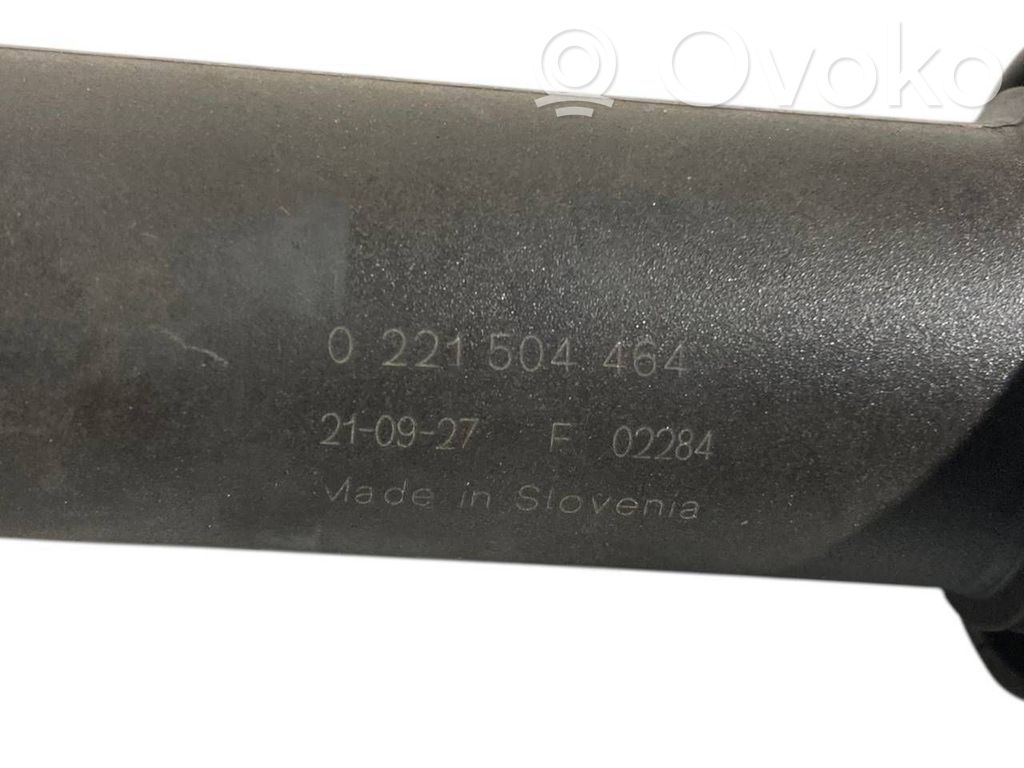 Ovoko®
0 221 504 464
21-09-27 F 02284
Made in Slovenia